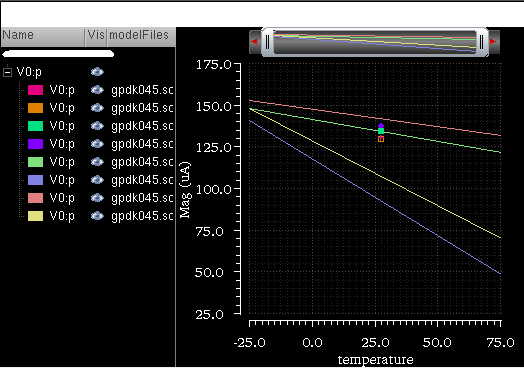 Name Vis modelFiles
V0:p
V0:p gpdk045.sc
V0:p gpdk045.sc
V0:p gpdk045.sc
V0:p gpdk045.sc
V0:p gpdk045.sc
V0:p gpdk045.sc
V0:p gpdk045.sc
V0:p gpdk045.sc
175.0
150.0
125.0
100.0
75.0
50.0
25.0
Mag (uA)
-25.0 0.0 25.0 50.0 75.0
temperature